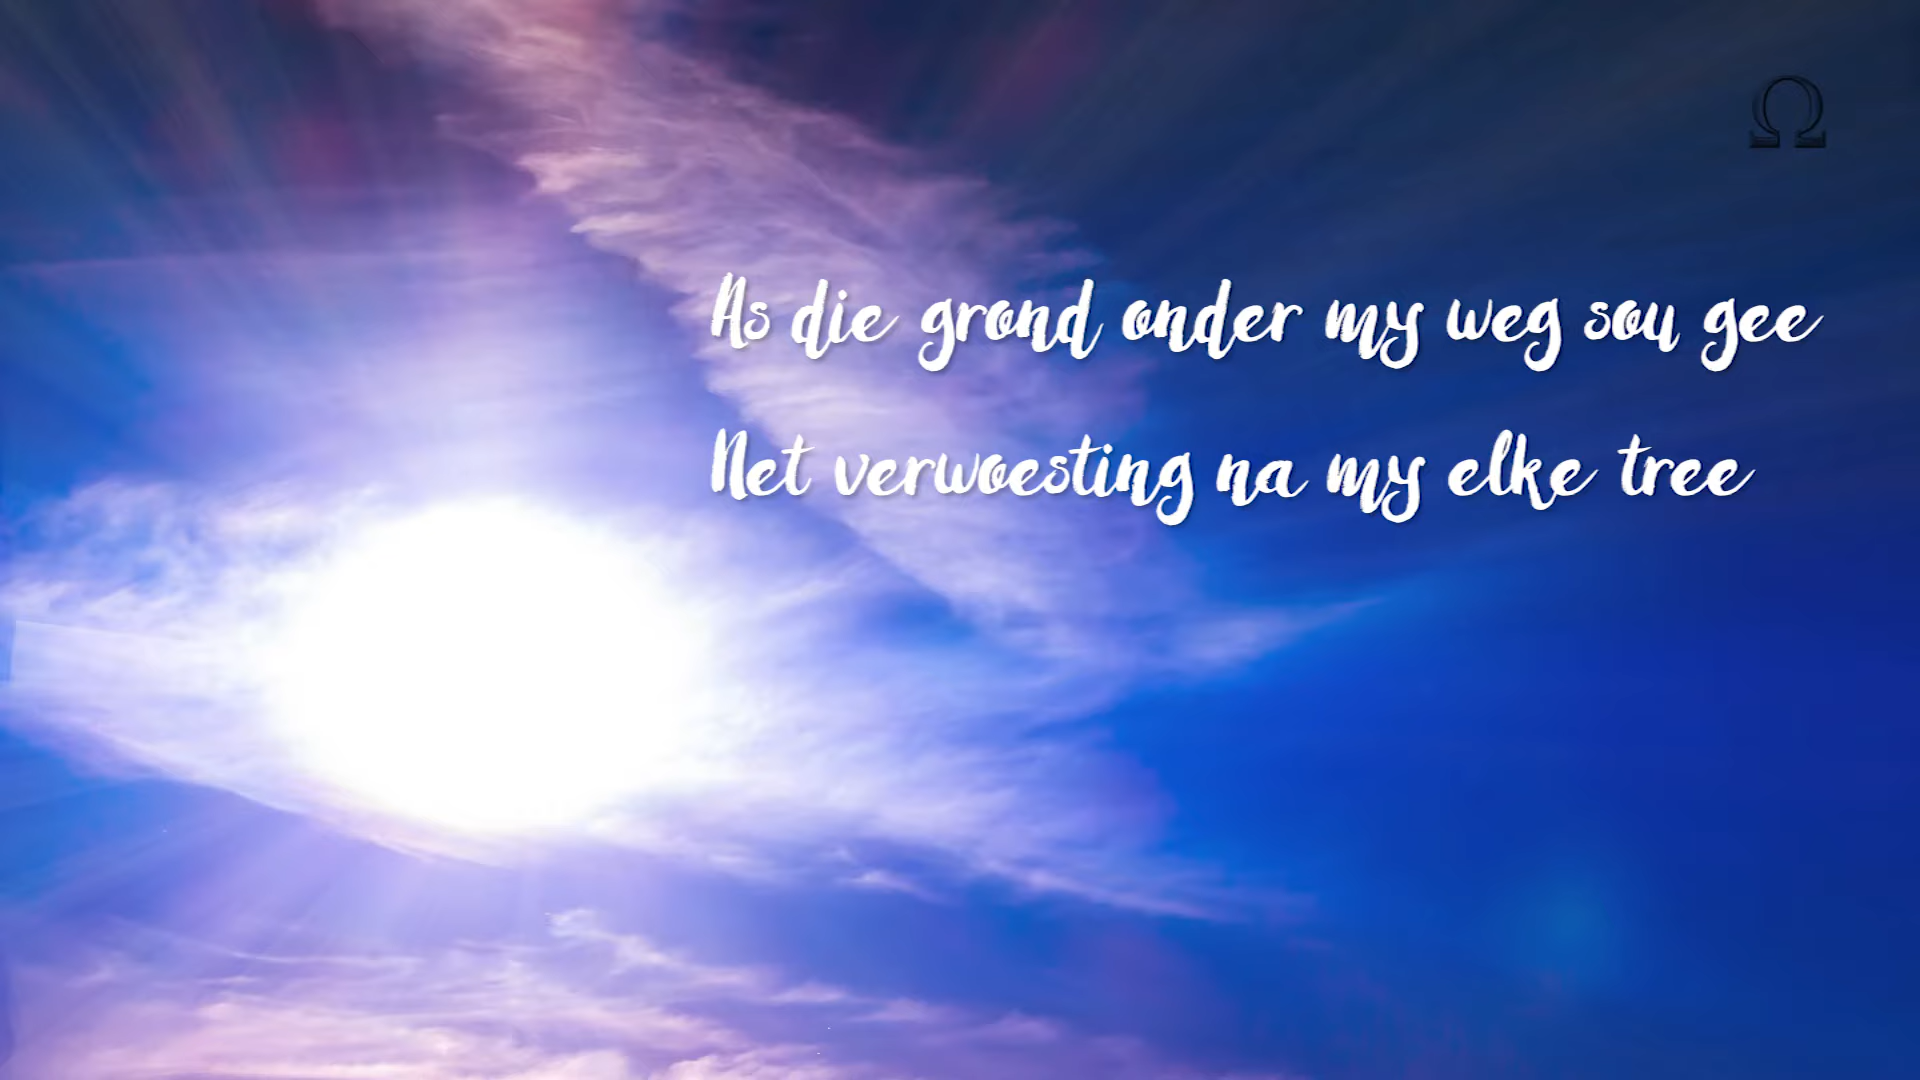 Ω
As die grond onder my weg sou gee
Net verwoesting na my elke tree